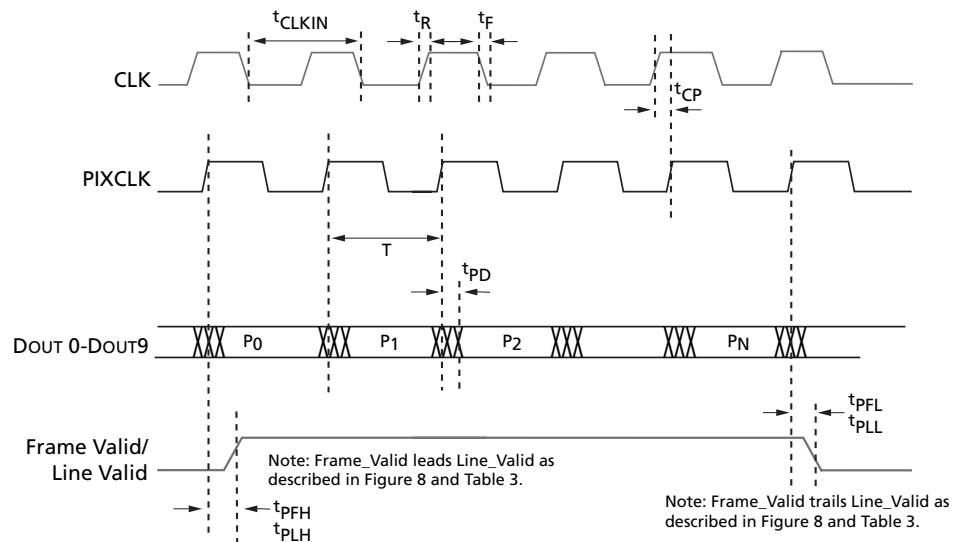 tCLKIN
tR
tF
CLK
tCP
PIXCLK
T
tPD
DOUT 0-DOUT9
P0
P1
P2
PN
tPFL
tPLL
Frame Valid/
Line Valid
Note: Frame_Valid leads Line_Valid as
described in Figure 8 and Table 3.
tPFH
tPLH
Note: Frame_Valid trails Line_Valid as
described in Figure 8 and Table 3.